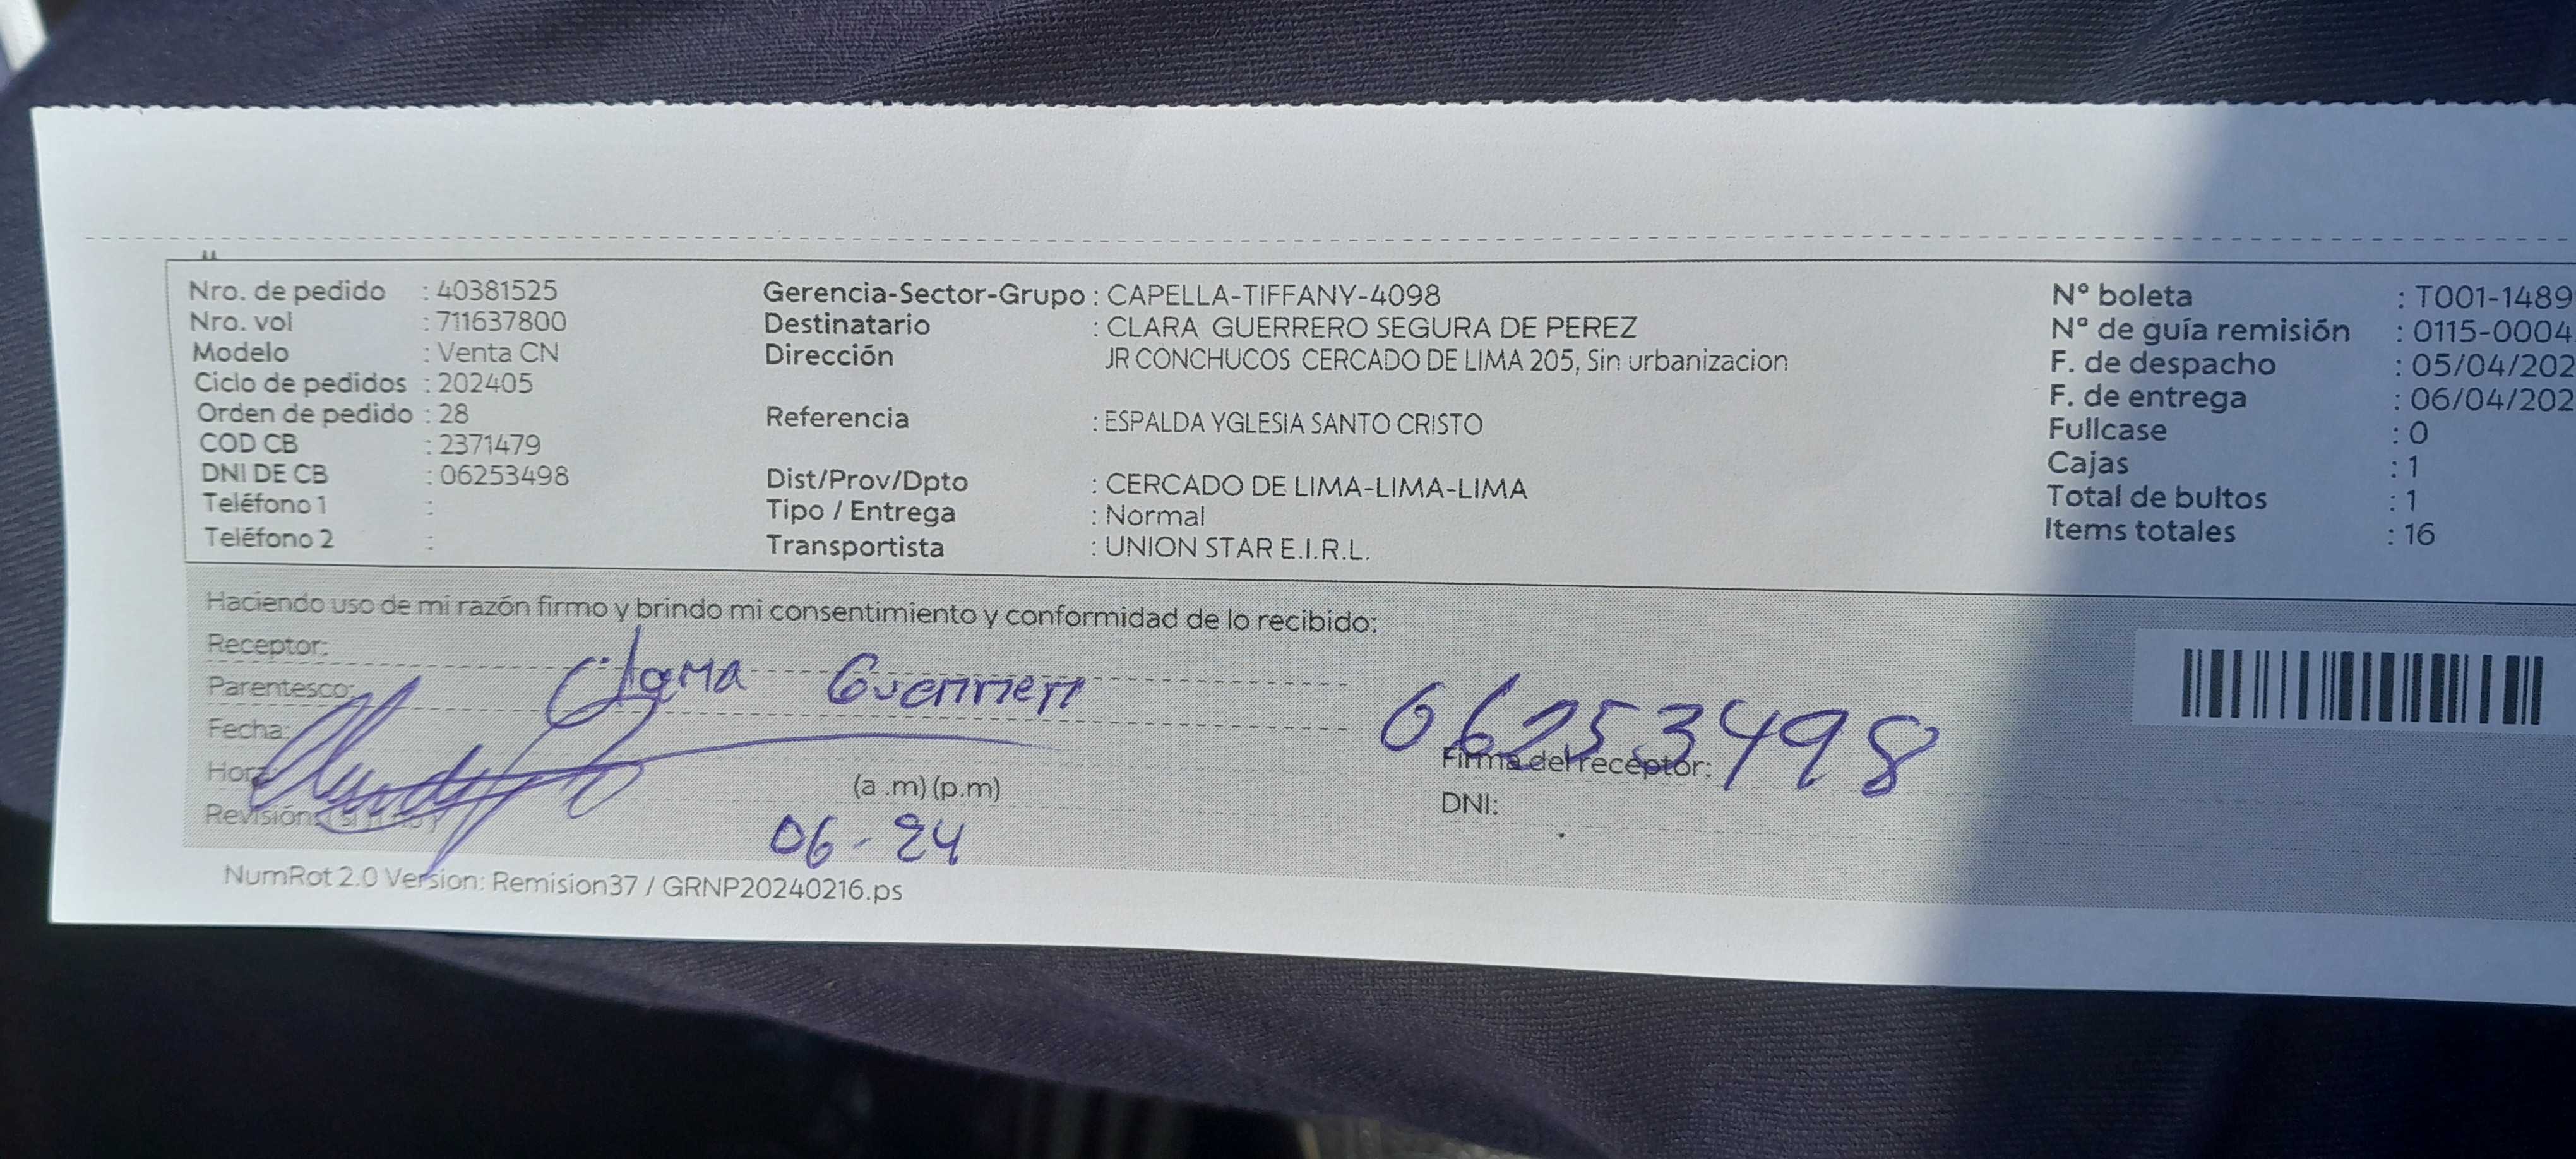 Nro. de pedido : 40381525
Nro. vol : 711637800
Modelo : Venta CN
Ciclo de pedidos : 202405
Orden de pedido : 28
COD CB : 2371479
DNI DE CB : 06253498
Teléfono 1 :
Teléfono 2 :
Gerencia-Sector-Grupo : CAPELLA-TIFFANY-4098
Destinatario : CLARA GUERRERO SEGURA DE PEREZ
Dirección JR CONCHUCOS CERCADO DE LIMA 205, Sin urbanizacion
Referencia : ESPALDA YGLESIA SANTO CRISTO
Dist/Prov/Dpto : CERCADO DE LIMA-LIMA-LIMA
Tipo / Entrega : Normal
Transportista : UNION STAR E.I.R.L.
N° boleta : T001-1489
N° de guía remisión : 0115-0004
F. de despacho : 05/04/202
F. de entrega : 06/04/202
Fullcase : 0
Cajas : 1
Total de bultos : 1
Items totales : 16
Haciendo uso de mi razón firmo y brindo mi consentimiento y conformidad de lo recibido:
Receptor:
Clara
Parentesco:
Fecha:
06253498
Hora:
(a .m) (p.m)
Firma del receptor:
DNI:
Revisión:
06-24
NumRot 2.0 Version: Remision37 / GRNP20240216.ps